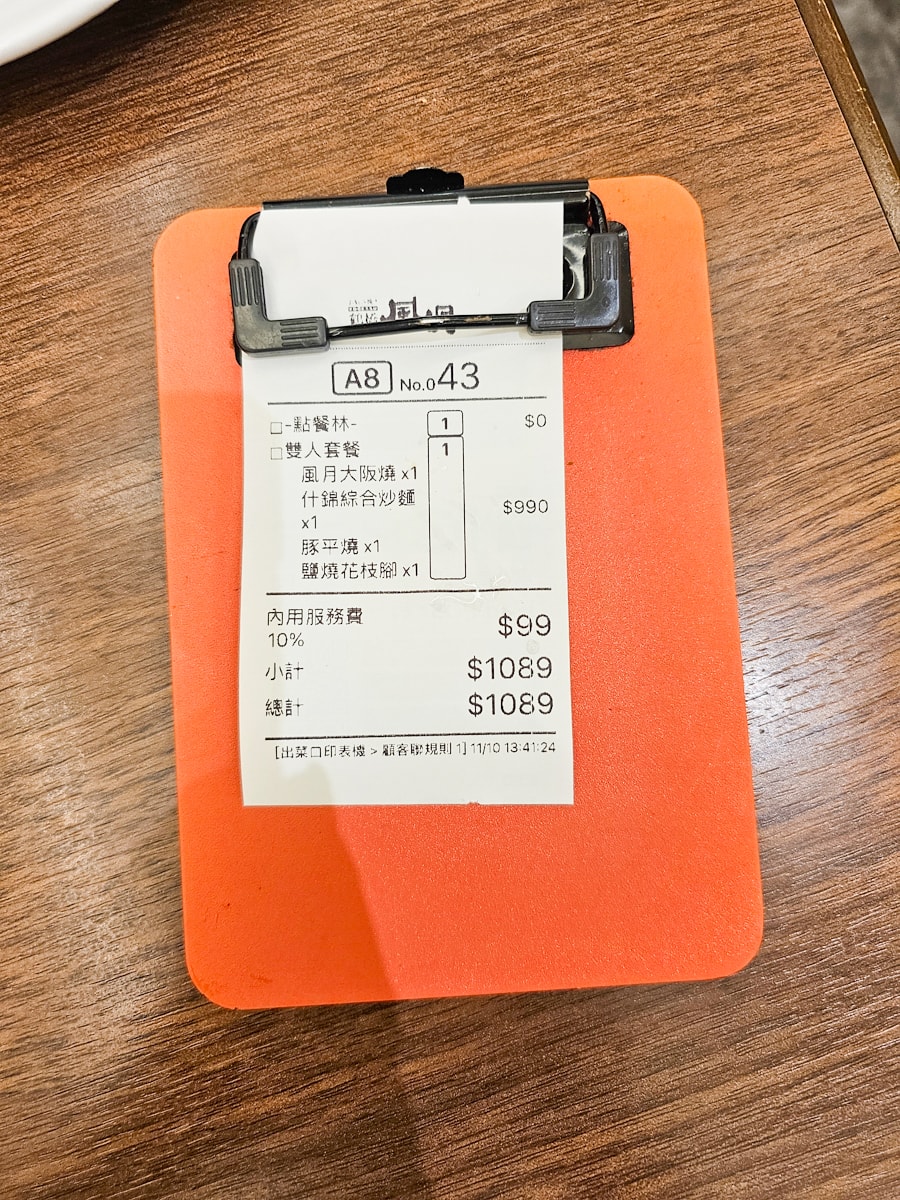 A8 No.043
□-點餐林- 1 $0
□雙人套餐 1
風月大阪燒 x1
什錦綜合炒麵
x1 $990
豚平燒 x1
鹽燒花枝腳 x1
內用服務費
10% $99
小計 $1089
總計 $1089
[出菜口印表機 > 顧客聯規則 1] 11/10 13:41:24